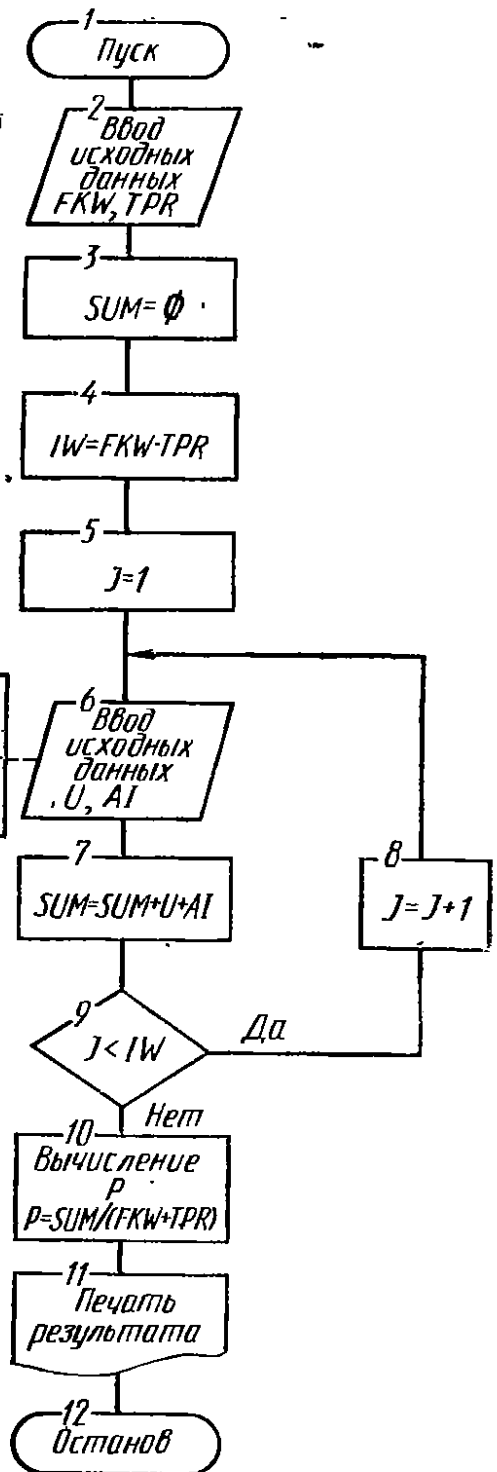 1
Пуск
2
Ввод
исходных
данных
FKW, TPR
3
SUM=Ф
4
IW=FKW-TPR
5
J=1
6
Ввод
исходных
данных
U, AI
7
SUM=SUM+U+AI
8
J=J+1
9
J<IW
Да
Нет
10
Вычисление
P
P=SUM/(FKW+TPR)
11
Печать
результата
12
Останов